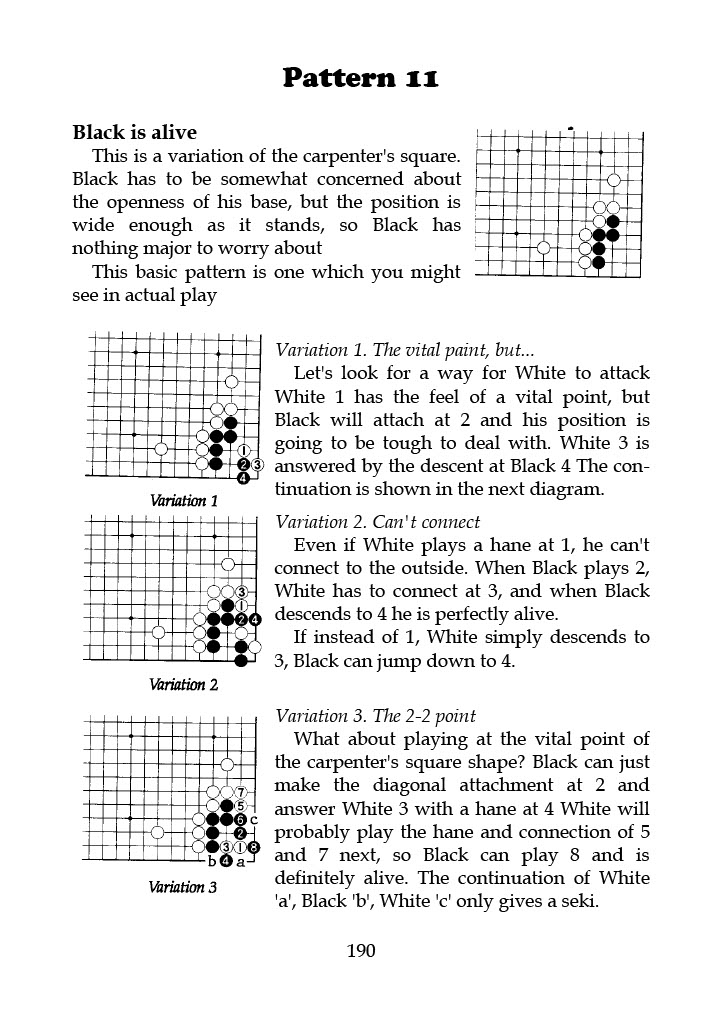 Pattern 11
Black is alive
This is a variation of the carpenter's square.
Black has to be somewhat concerned about
the openness of his base, but the position is
wide enough as it stands, so Black has
nothing major to worry about
This basic pattern is one which you might
see in actual play
Variation 1. The vital paint, but...
Let's look for a way for White to attack
White 1 has the feel of a vital point, but
Black will attach at 2 and his position is
going to be tough to deal with. White 3 is
answered by the descent at Black 4 The con-
tinuation is shown in the next diagram.
1
2 3
4
Variation 1
Variation 2. Can't connect
Even if White plays a hane at 1, he can't
connect to the outside. When Black plays 2,
White has to connect at 3, and when Black
descends to 4 he is perfectly alive.
If instead of 1, White simply descends to
3, Black can jump down to 4.
3
1
2 4
Variation 2
Variation 3. The 2-2 point
What about playing at the vital point of
the carpenter's square shape? Black can just
make the diagonal attachment at 2 and
answer White 3 with a hane at 4 White will
probably play the hane and connection of 5
and 7 next, so Black can play 8 and is
definitely alive. The continuation of White
'a', Black 'b', White 'c' only gives a seki.
7
5
6 c
2
3 1 8
b 4 a
Variation 3
190